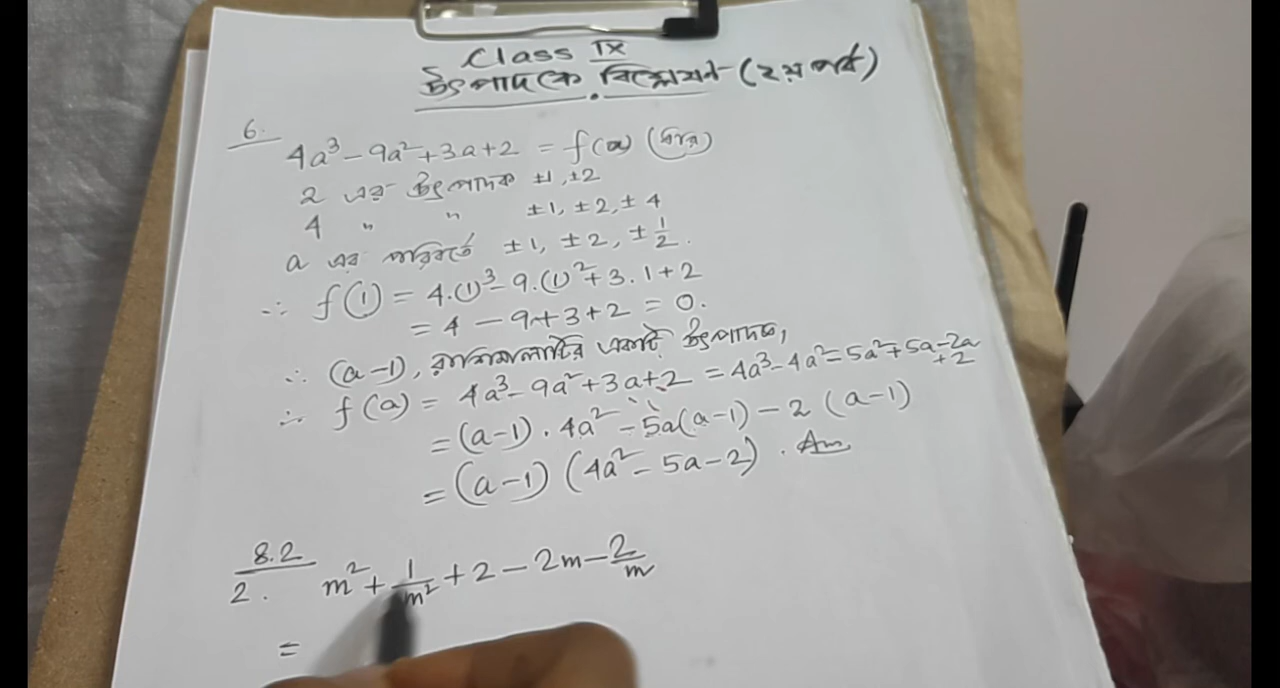 Class IX
উৎপাদকে বিশ্লেষণ (২য় পর্ব)
6.
4a³ - 9a² + 3a + 2 = f(a) (ধরি)
2 এর উৎপাদক ±1, ±2
4 " " ±1, ±2, ±4
a এর পরিবর্তে ±1, ±2, ±1/2.
∴ f(1) = 4.(1)³ - 9.(1)² + 3.1 + 2
= 4 - 9 + 3 + 2 = 0.
∴ (a-1), রাশিমালাটির একটি উৎপাদক,
∴ f(a) = 4a³ - 9a² + 3a + 2 = 4a³ - 4a² - 5a² + 5a - 2a + 2
= (a-1) . 4a² - 5a(a-1) - 2 (a-1)
= (a-1) (4a² - 5a - 2) . Ans
8.2
2. m² + 1/m² + 2 - 2m - 2/m
=